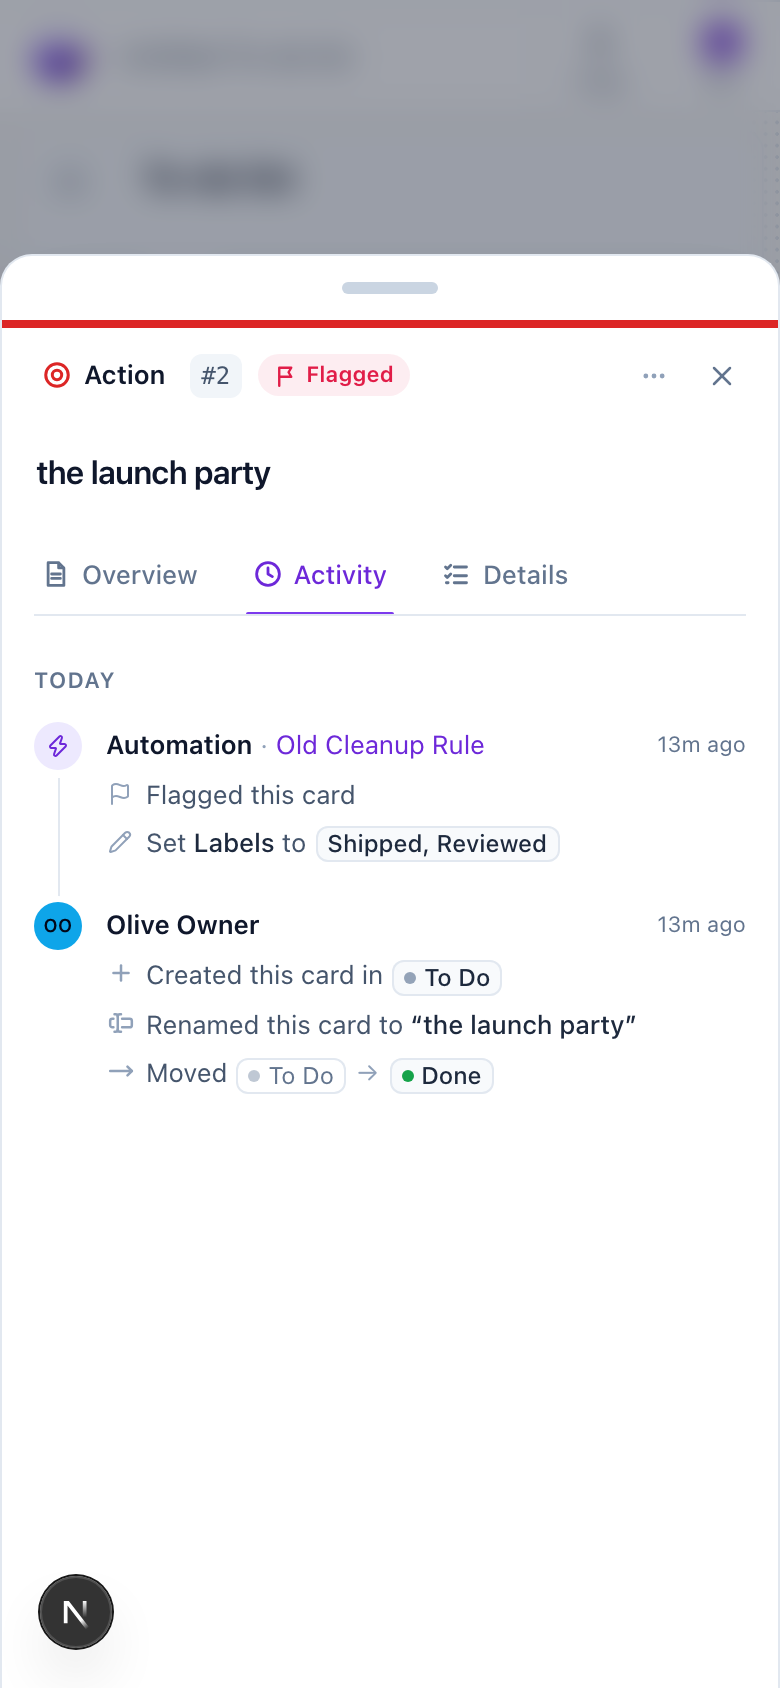 Action #2 Flagged
the launch party
Overview Activity Details
TODAY
Automation · Old Cleanup Rule 13m ago
Flagged this card
Set Labels to Shipped, Reviewed
OO Olive Owner 13m ago
Created this card in To Do
Renamed this card to “the launch party”
Moved To Do → Done
N